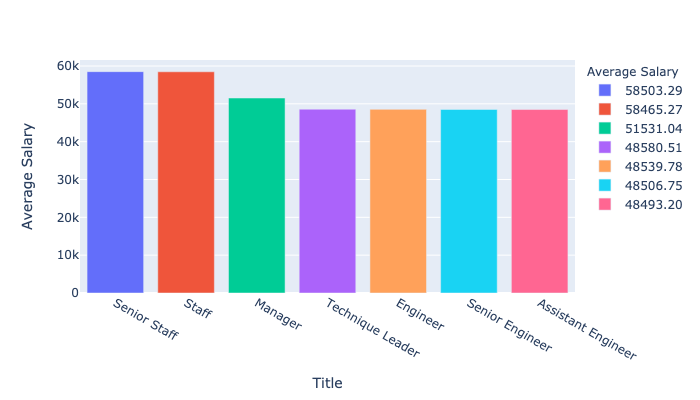 Average Salary
60k
50k
40k
30k
20k
10k
0
Average Salary
58503.29
58465.27
51531.04
48580.51
48539.78
48506.75
48493.20
Senior Staff
Staff
Manager
Technique Leader
Engineer
Senior Engineer
Assistant Engineer
Title